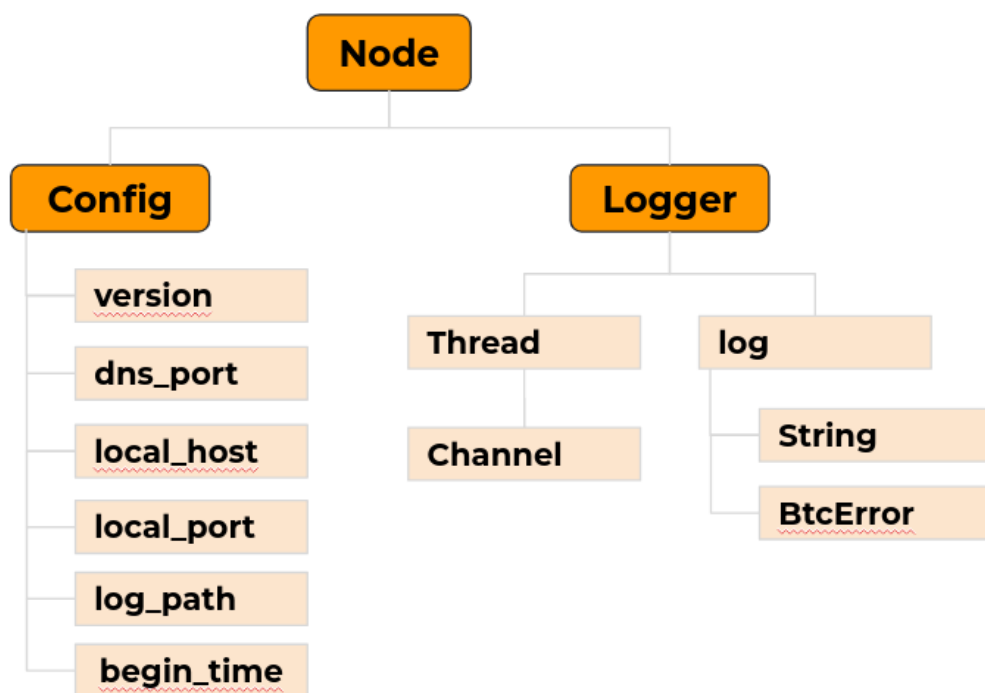 Node
Config
Logger
version
dns_port
local_host
local_port
log_path
begin_time
Thread
Channel
log
String
BtcError